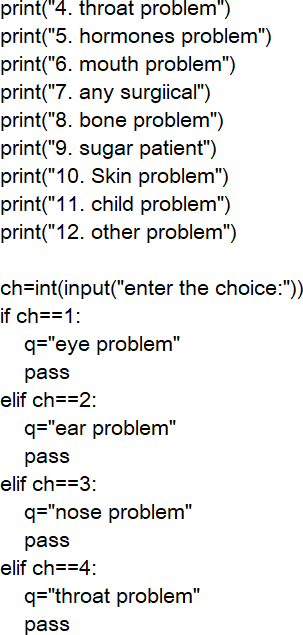 print("4. throat problem")
print("5. hormones problem")
print("6. mouth problem")
print("7. any surgiical")
print("8. bone problem")
print("9. sugar patient")
print("10. Skin problem")
print("11. child problem")
print("12. other problem")

ch=int(input("enter the choice:"))
if ch==1:
    q="eye problem"
    pass
elif ch==2:
    q="ear problem"
    pass
elif ch==3:
    q="nose problem"
    pass
elif ch==4:
    q="throat problem"
    pass